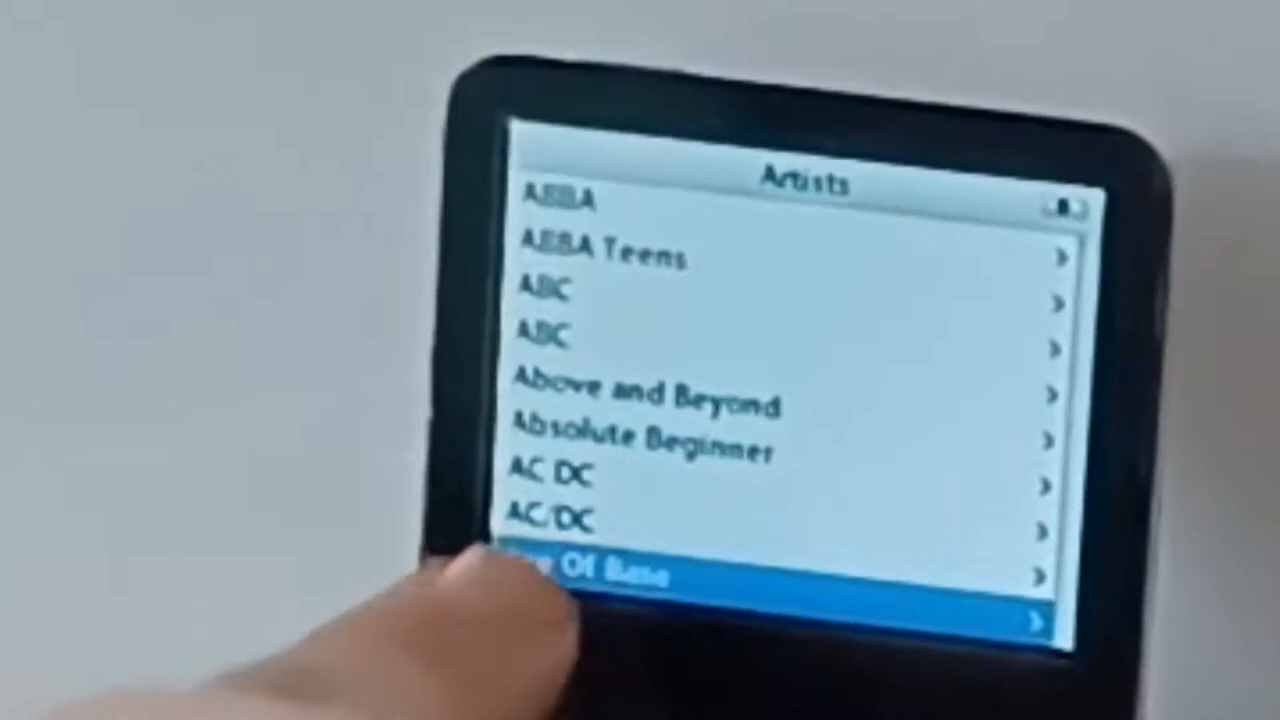 Artists
ABBA
ABBA Teens
ABC
ABC
Above and Beyond
Absolute Beginner
AC DC
AC/DC
Of Base